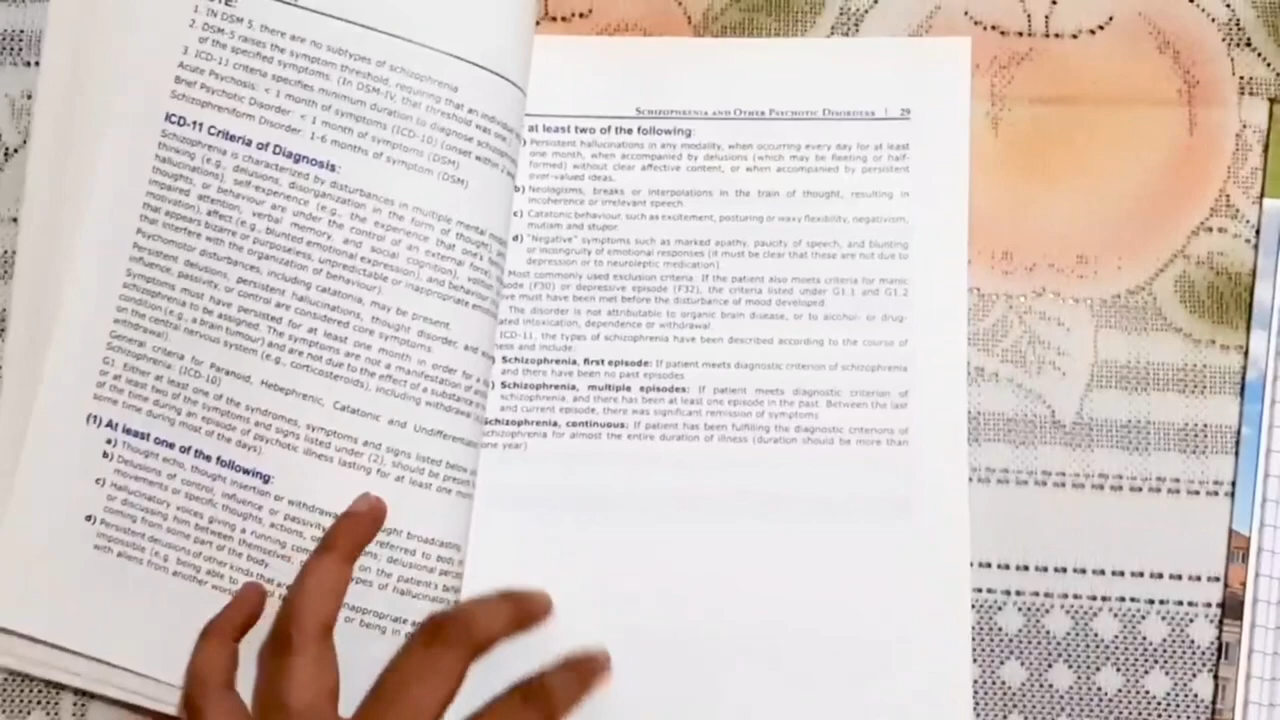 1. IN DSM 5, there are no subtypes of schizophrenia
2. DSM-5 raises the symptom threshold, requiring that an individual
of the specified symptoms. (In DSM-IV, that threshold was one
3. ICD-11 criteria specifies minimum duration to diagnose
Acute Psychosis: < 1 month of symptoms (ICD-10) (onset within 2
Brief Psychotic Disorder: < 1 month of symptoms (DSM)
Schizophreniform Disorder: 1-6 months of symptom (DSM)
ICD-11 Criteria of Diagnosis:
Schizophrenia is characterized by disturbances in multiple mental
thinking (e.g., delusions, disorganization in the form of thought),
hallucinations), self-experience (e.g., the experience that one's
thoughts, or behaviour are under the control of an external force),
impaired attention, verbal memory, and social cognition), volition
motivation), affect (e.g., blunted emotional expression), and behaviour
that appears bizarre or purposeless, unpredictable or inappropriate
that interfere with the organization of behaviour).
Psychomotor disturbances, including catatonia, may be present.
Persistent delusions, persistent hallucinations, thought disorder, and
influence, passivity, or control are considered core symptoms.
Symptoms must have persisted for at least one month in order for a
schizophrenia to be assigned. The symptoms are not a manifestation of
condition (e.g., a brain tumour) and are not due to the effect of a substance
on the central nervous system (e.g., corticosteroids), including withdrawal
withdrawal).
General criteria for Paranoid, Hebephrenic, Catatonic and Undifferentiated
Schizophrenia: (ICD-10)
G1. Either at least one of the syndromes, symptoms and signs listed below
or at least two of the symptoms and signs listed under (2), should be present
of the time during an episode of psychotic illness lasting for at least one
some time during most of the days).
(1) At least one of the following:
a) Thought echo, thought insertion or withdrawal broadcasting
b) Delusions of control, influence or passivity referred to body
movements or specific thoughts, actions, delusional
c) Hallucinatory voices giving a running on the patient's
or discussing him between themselves, types of hallucinatory
coming from some part of the body.
d) Persistent delusions of other kinds that are inappropriate
impossible (e.g. being able to or being in
with aliens from another
SCHIZOPHRENIA AND OTHER PSYCHOTIC DISORDERS | 29
at least two of the following:
Persistent hallucinations in any modality, when occurring every day for at least
one month, when accompanied by delusions (which may be fleeting or half-
formed) without clear affective content, or when accompanied by persistent
over-valued ideas.
b) Neologisms, breaks or interpolations in the train of thought, resulting in
incoherence or irrelevant speech.
c) Catatonic behaviour, such as excitement, posturing or waxy flexibility, negativism,
mutism and stupor.
d) "Negative" symptoms such as marked apathy, paucity of speech, and blunting
or incongruity of emotional responses (it must be clear that these are not due to
depression or to neuroleptic medication).
Most commonly used exclusion criteria: If the patient also meets criteria for manic
sode (F30) or depressive episode (F32), the criteria listed under G1.1 and G1.2
ve must have been met before the disturbance of mood developed.
The disorder is not attributable to organic brain disease, or to alcohol- or drug-
ated intoxication, dependence or withdrawal.
ICD-11, the types of schizophrenia have been described according to the course of
ness and include:
Schizophrenia, first episode: If patient meets diagnostic criterion of schizophrenia
and there have been no past episodes
) Schizophrenia, multiple episodes: If patient meets diagnostic criterion of
schizophrenia, and there has been at least one episode in the past. Between the last
and current episode, there was significant remission of symptoms
Schizophrenia, continuous: If patient has been fulfilling the diagnostic criterions of
schizophrenia for almost the entire duration of illness (duration should be more than
one year)